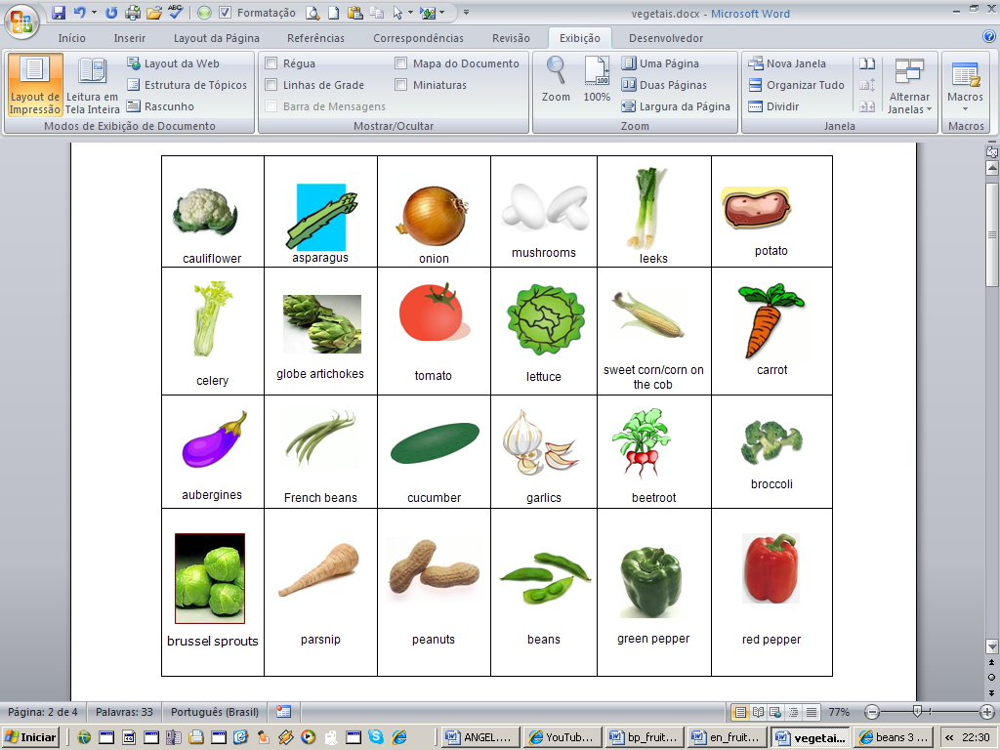 Formatação
vegetais.docx - Microsoft Word
Início Inserir Layout da Página Referências Correspondências Revisão Exibição Desenvolvedor
Layout de Impressão
Leitura em Tela Inteira
Layout da Web
Estrutura de Tópicos
Rascunho
Modos de Exibição de Documento
Régua
Linhas de Grade
Barra de Mensagens
Mapa do Documento
Miniaturas
Mostrar/Ocultar
Zoom
100%
Uma Página
Duas Páginas
Largura da Página
Zoom
Nova Janela
Organizar Tudo
Dividir
Alternar Janelas
Janela
Macros
Macros
cauliflower asparagus onion mushrooms leeks potato
celery globe artichokes tomato lettuce sweet corn/corn on the cob carrot
aubergines French beans cucumber garlics beetroot broccoli
brussel sprouts parsnip peanuts beans green pepper red pepper
Página: 2 de 4 Palavras: 33 Português (Brasil) 77%
Iniciar ANGEL.... YouTub... bp_fruit... en_fruit... vegetai... beans 3 ... « 22:30